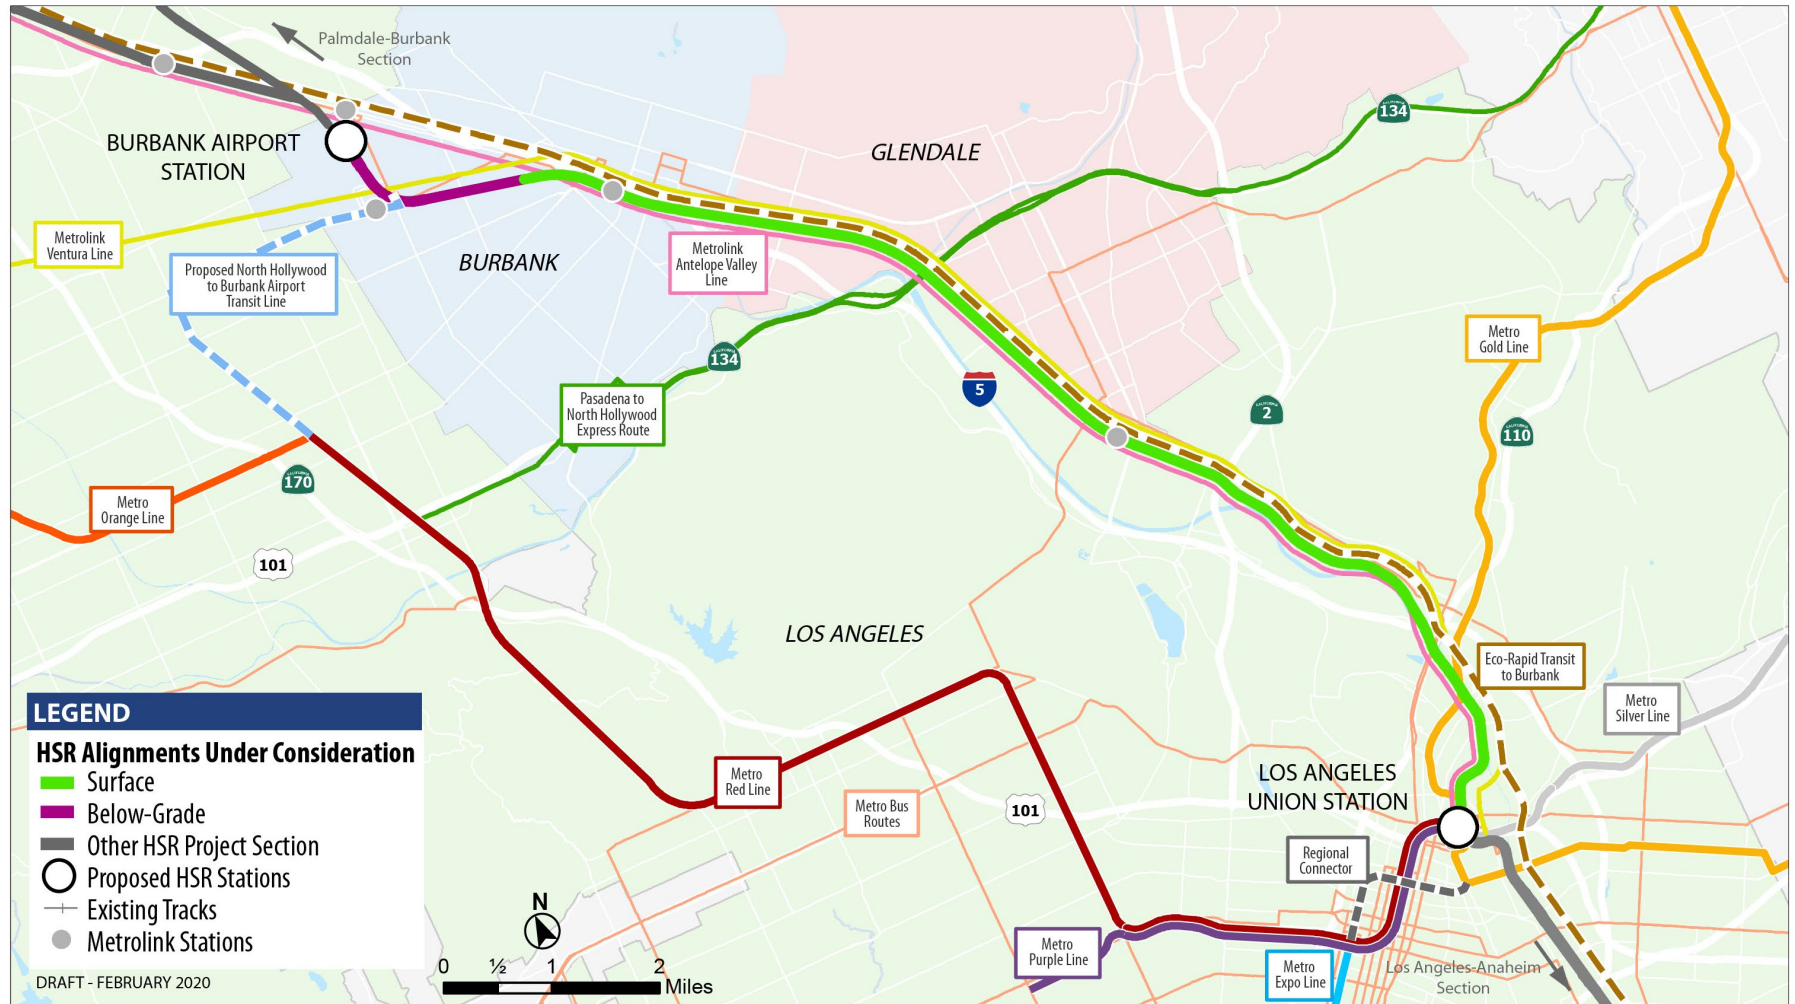 Palmdale-Burbank
Section
BURBANK AIRPORT
STATION
GLENDALE
CALIFORNIA
134
Metrolink
Ventura Line
BURBANK
Metrolink
Antelope Valley
Line
Proposed North Hollywood
to Burbank Airport
Transit Line
Metro
Gold Line
CALIFORNIA
134
5
Pasadena to
North Hollywood
Express Route
CALIFORNIA
2
CALIFORNIA
110
CALIFORNIA
170
Metro
Orange Line
101
LOS ANGELES
Eco-Rapid Transit
to Burbank
Metro
Silver Line
LEGEND
HSR Alignments Under Consideration
Surface
Below-Grade
Other HSR Project Section
Proposed HSR Stations
Existing Tracks
Metrolink Stations
DRAFT - FEBRUARY 2020
Metro
Red Line
Metro Bus
Routes
101
LOS ANGELES
UNION STATION
Regional
Connector
N
0 ½ 1 2
Miles
Metro
Purple Line
Metro
Expo Line
Los Angeles-Anaheim
Section